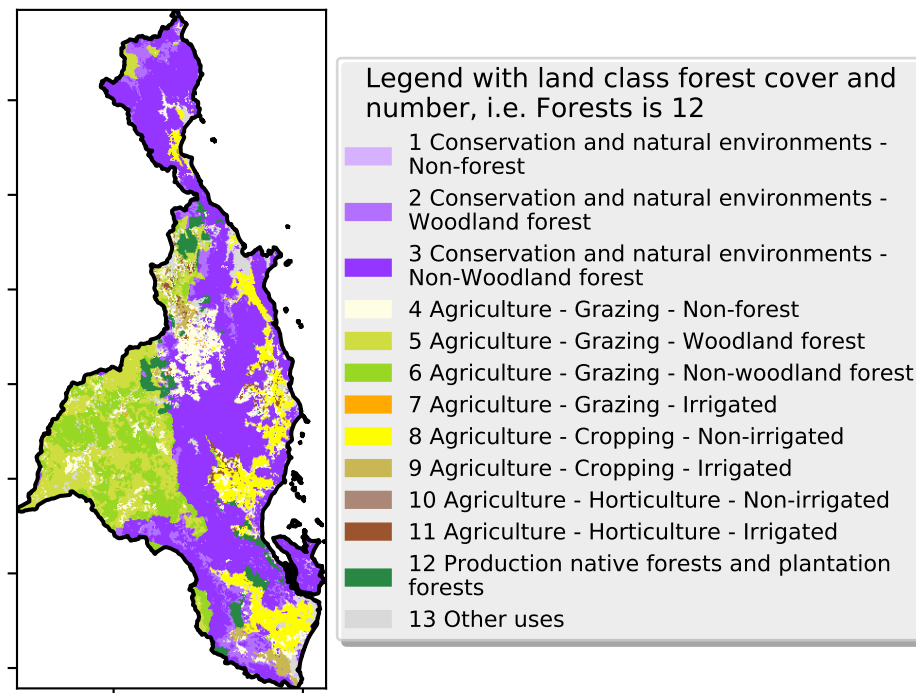 Legend with land class forest cover and
number, i.e. Forests is 12
1 Conservation and natural environments -
Non-forest
2 Conservation and natural environments -
Woodland forest
3 Conservation and natural environments -
Non-Woodland forest
4 Agriculture - Grazing - Non-forest
5 Agriculture - Grazing - Woodland forest
6 Agriculture - Grazing - Non-woodland forest
7 Agriculture - Grazing - Irrigated
8 Agriculture - Cropping - Non-irrigated
9 Agriculture - Cropping - Irrigated
10 Agriculture - Horticulture - Non-irrigated
11 Agriculture - Horticulture - Irrigated
12 Production native forests and plantation
forests
13 Other uses